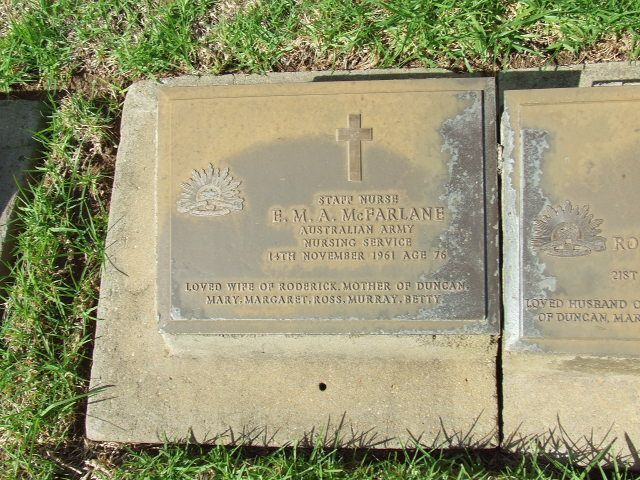 STAFF NURSE
E. M. A. McFARLANE
AUSTRALIAN ARMY
NURSING SERVICE
14TH NOVEMBER 1961 AGE 76
LOVED WIFE OF RODERICK. MOTHER OF DUNCAN.
MARY. MARGARET. ROSS. MURRAY. BETTY.
RO
21ST
LOVED HUSBAND
OF DUNCAN, MAR